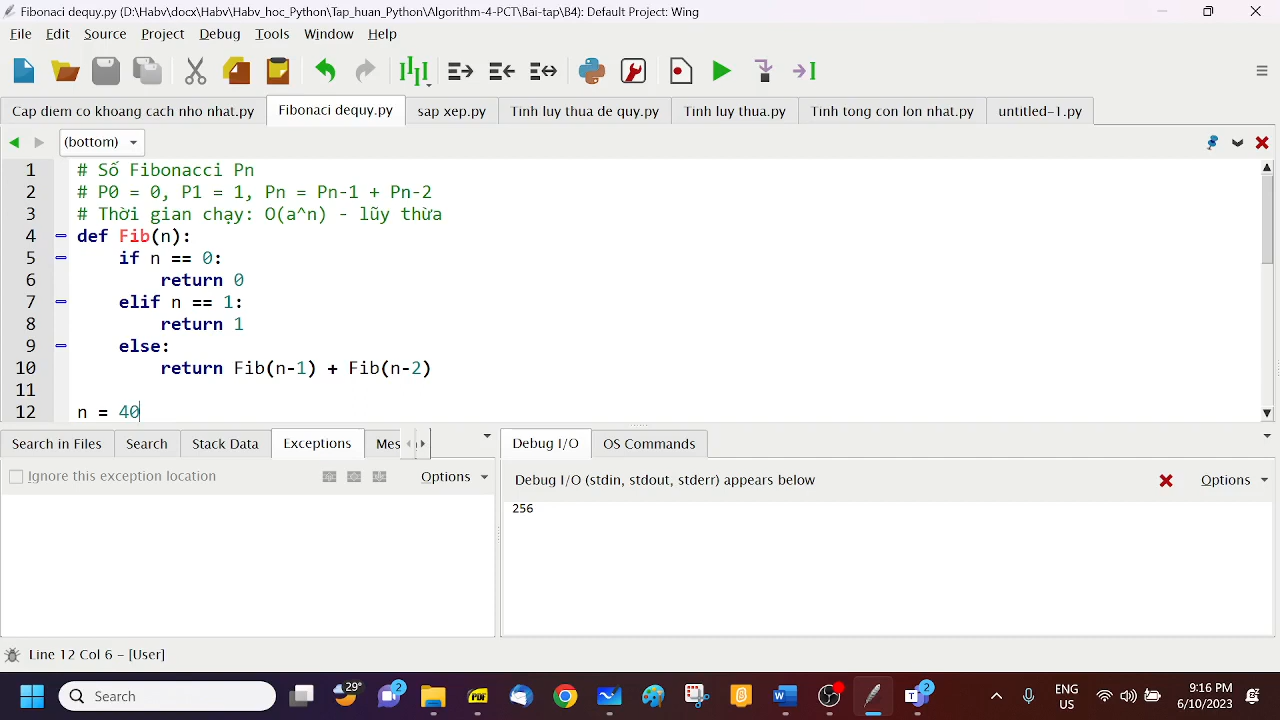 Fibonaci dequy.py (D:\Habv\docx\Habv\Habv_hoc_Python\Tap_huan_Python\Algorithm-4-PCT\Bai-tap\B4): Default Project: Wing
File Edit Source Project Debug Tools Window Help
Cap diem co khoang cach nho nhat.py Fibonaci dequy.py sap xep.py Tinh luy thua de quy.py Tinh luy thua.py Tinh tong con lon nhat.py untitled-1.py
(bottom)
1 # Số Fibonacci Pn
2 # P0 = 0, P1 = 1, Pn = Pn-1 + Pn-2
3 # Thời gian chạy: O(a^n) - lũy thừa
4 def Fib(n):
5 if n == 0:
6 return 0
7 elif n == 1:
8 return 1
9 else:
10 return Fib(n-1) + Fib(n-2)
11
12 n = 40
Search in Files Search Stack Data Exceptions Mes Debug I/O OS Commands
Ignore this exception location Options Debug I/O (stdin, stdout, stderr) appears below Options
256
Line 12 Col 6 – [User]
Search 29° 2 PDF 2 ENG US 9:16 PM 6/10/2023